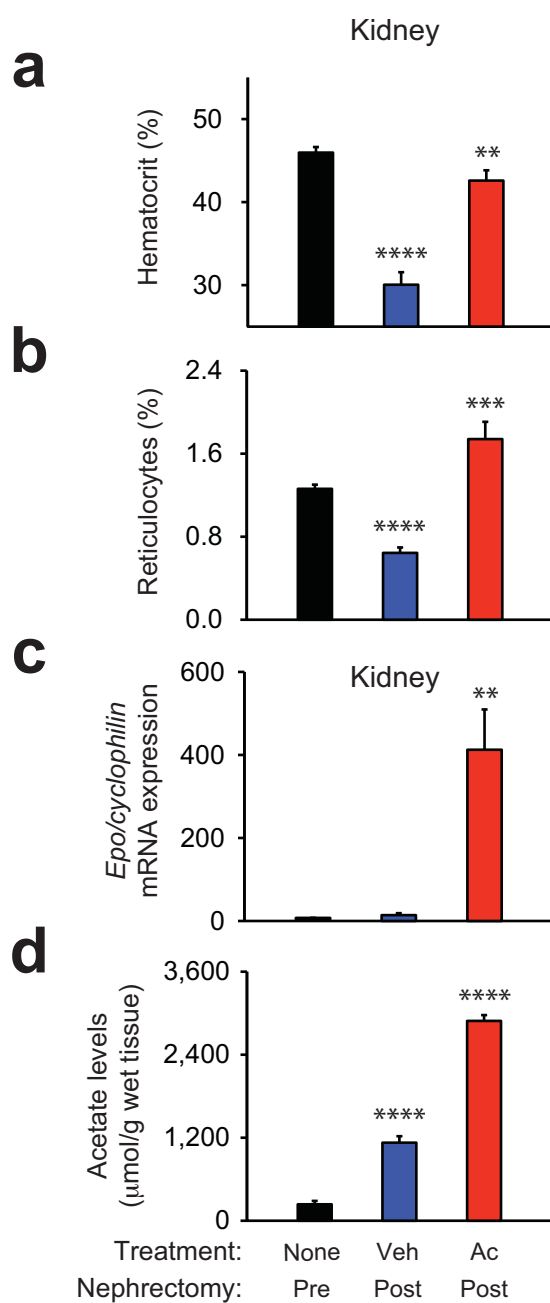 Kidney
a
Hematocrit (%)
50
40
30
**
****
b
Reticulocytes (%)
2.4
1.6
0.8
0.0
***
****
c
Kidney
Epo/cyclophilin
mRNA expression
600
400
200
0
**
d
Acetate levels
(μmol/g wet tissue)
3,600
2,400
1,200
0
****
****
Treatment: None Veh Ac
Nephrectomy: Pre Post Post